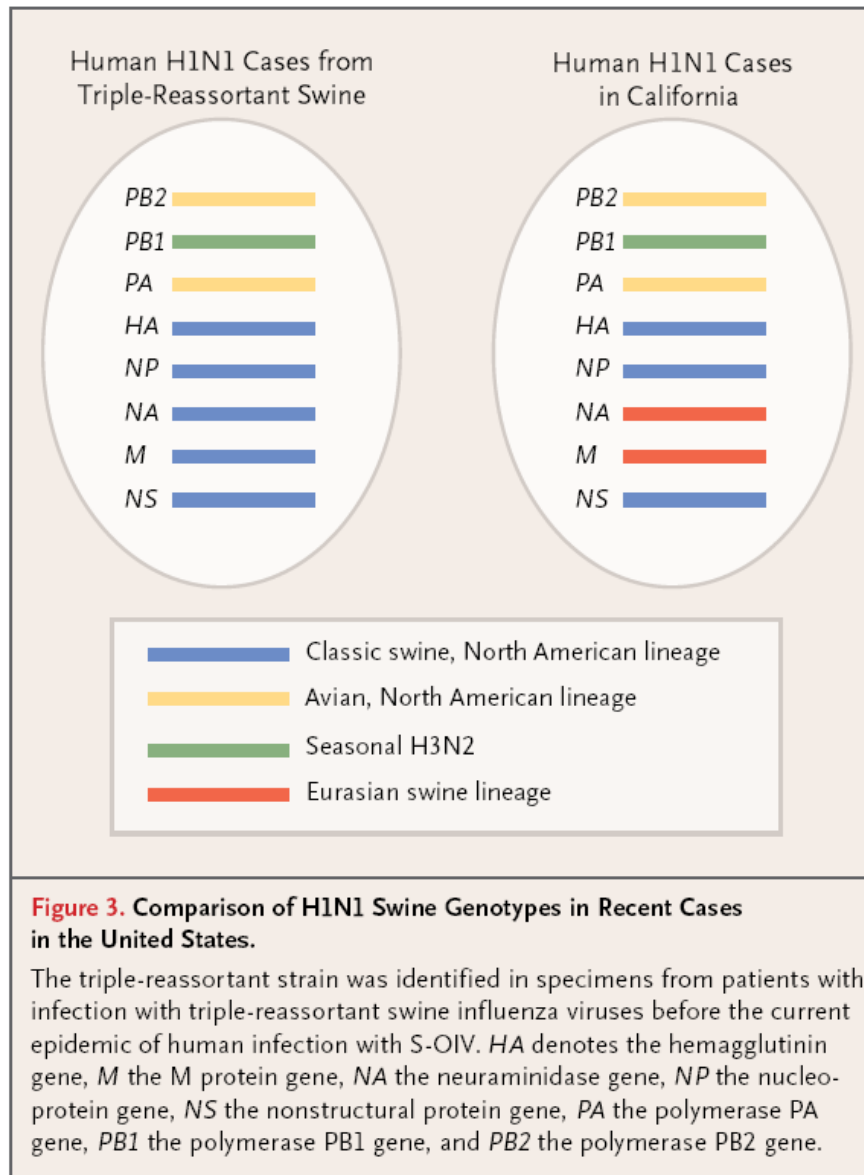 Human H1N1 Cases from
Triple-Reassortant Swine
Human H1N1 Cases
in California
PB2
PB1
PA
HA
NP
NA
M
NS
PB2
PB1
PA
HA
NP
NA
M
NS
Classic swine, North American lineage
Avian, North American lineage
Seasonal H3N2
Eurasian swine lineage
Figure 3. Comparison of H1N1 Swine Genotypes in Recent Cases
in the United States.
The triple-reassortant strain was identified in specimens from patients with
infection with triple-reassortant swine influenza viruses before the current
epidemic of human infection with S-OIV. HA denotes the hemagglutinin
gene, M the M protein gene, NA the neuraminidase gene, NP the nucleo-
protein gene, NS the nonstructural protein gene, PA the polymerase PA
gene, PB1 the polymerase PB1 gene, and PB2 the polymerase PB2 gene.